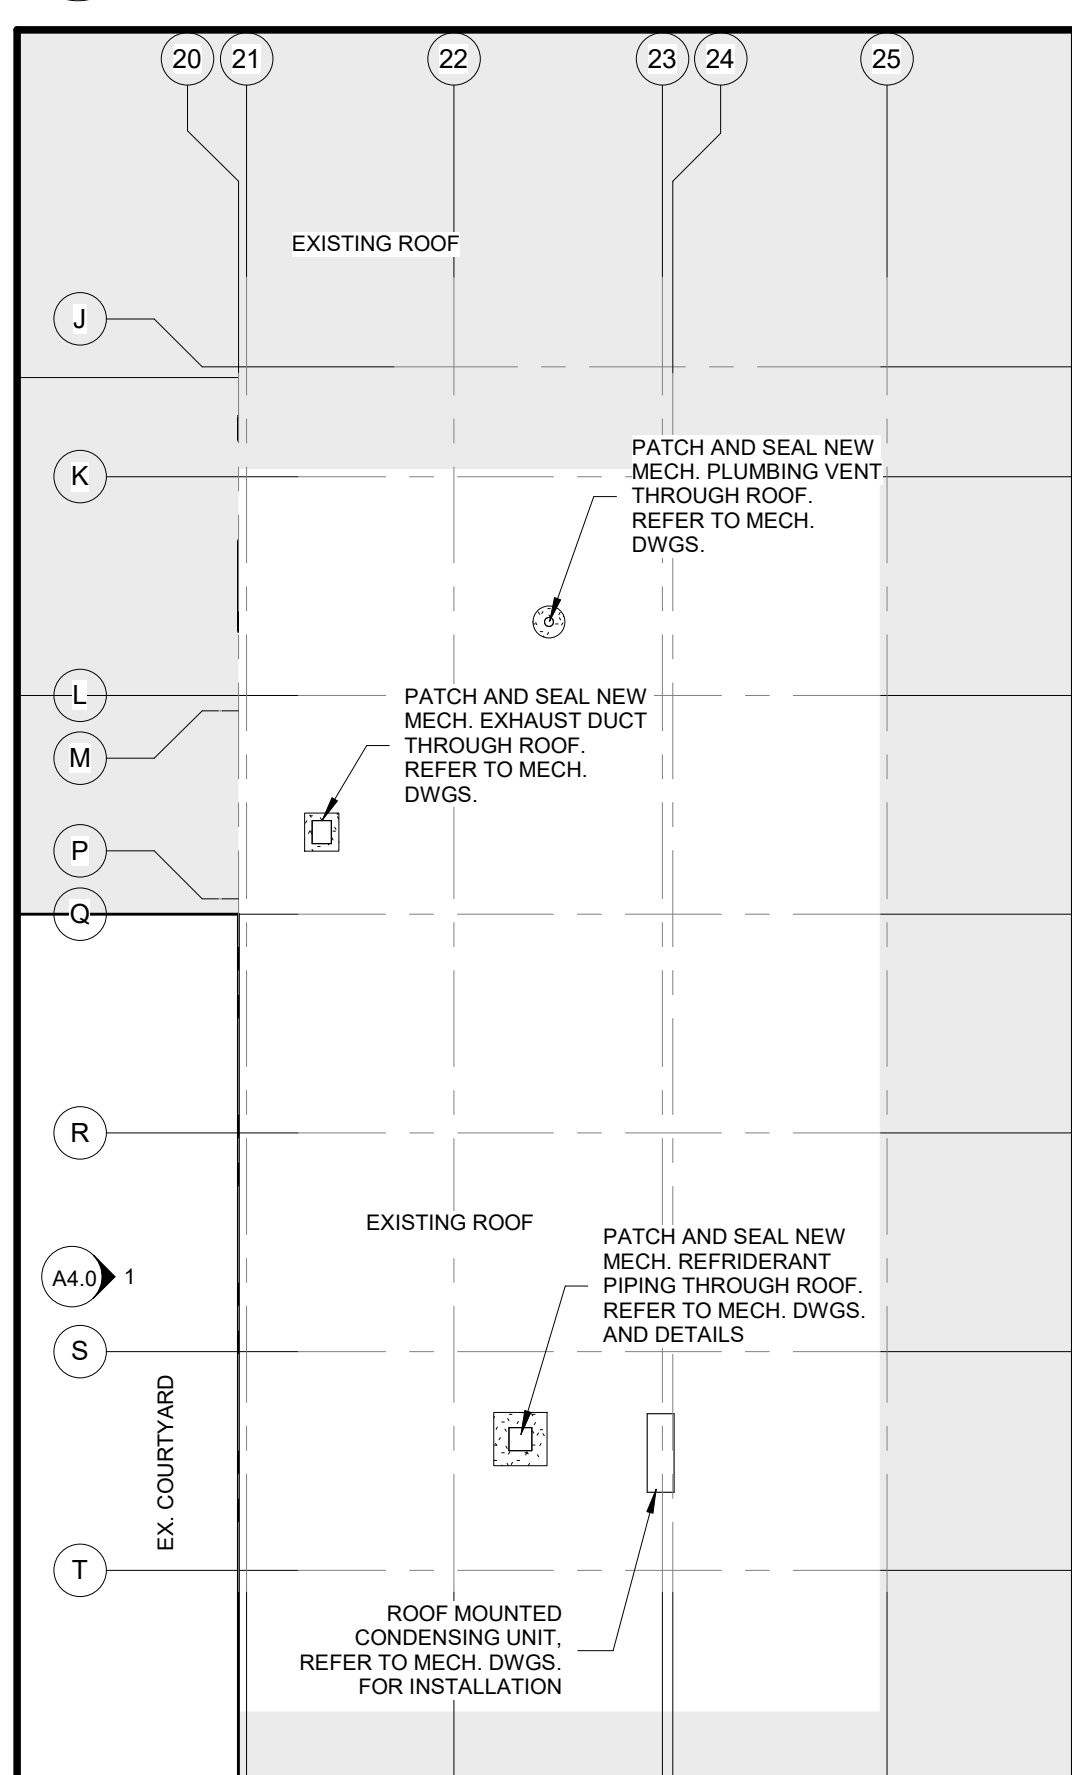 20
21
22
23
24
25
EXISTING ROOF
J
K
PATCH AND SEAL NEW
MECH. PLUMBING VENT
THROUGH ROOF.
REFER TO MECH.
DWGS.
L
PATCH AND SEAL NEW
MECH. EXHAUST DUCT
THROUGH ROOF.
REFER TO MECH.
DWGS.
M
P
Q
R
EXISTING ROOF
PATCH AND SEAL NEW
MECH. REFRIDERANT
PIPING THROUGH ROOF.
REFER TO MECH. DWGS.
AND DETAILS
A4.0
1
S
EX. COURTYARD
T
ROOF MOUNTED
CONDENSING UNIT,
REFER TO MECH. DWGS.
FOR INSTALLATION